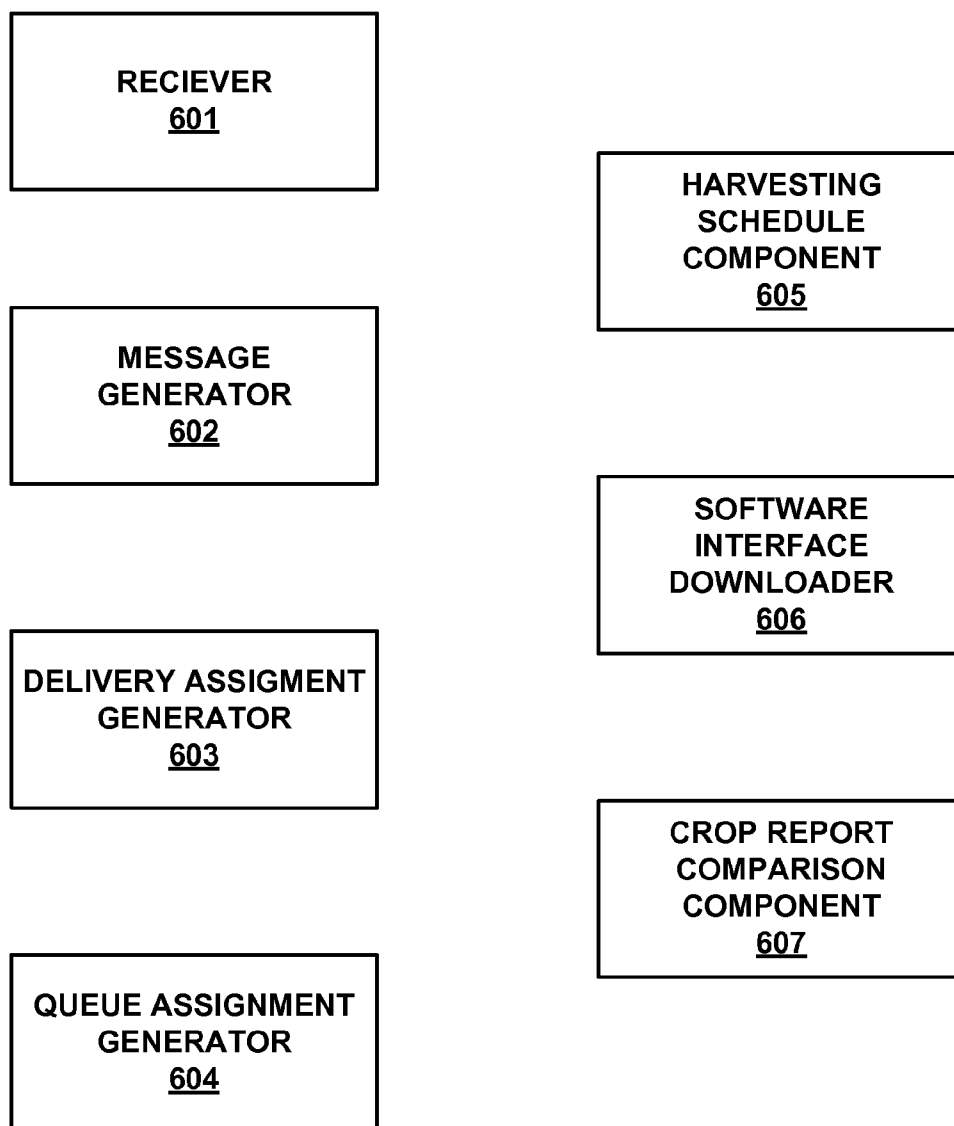 RECIEVER
601
MESSAGE
GENERATOR
602
DELIVERY ASSIGMENT
GENERATOR
603
QUEUE ASSIGNMENT
GENERATOR
604
HARVESTING
SCHEDULE
COMPONENT
605
SOFTWARE
INTERFACE
DOWNLOADER
606
CROP REPORT
COMPARISON
COMPONENT
607